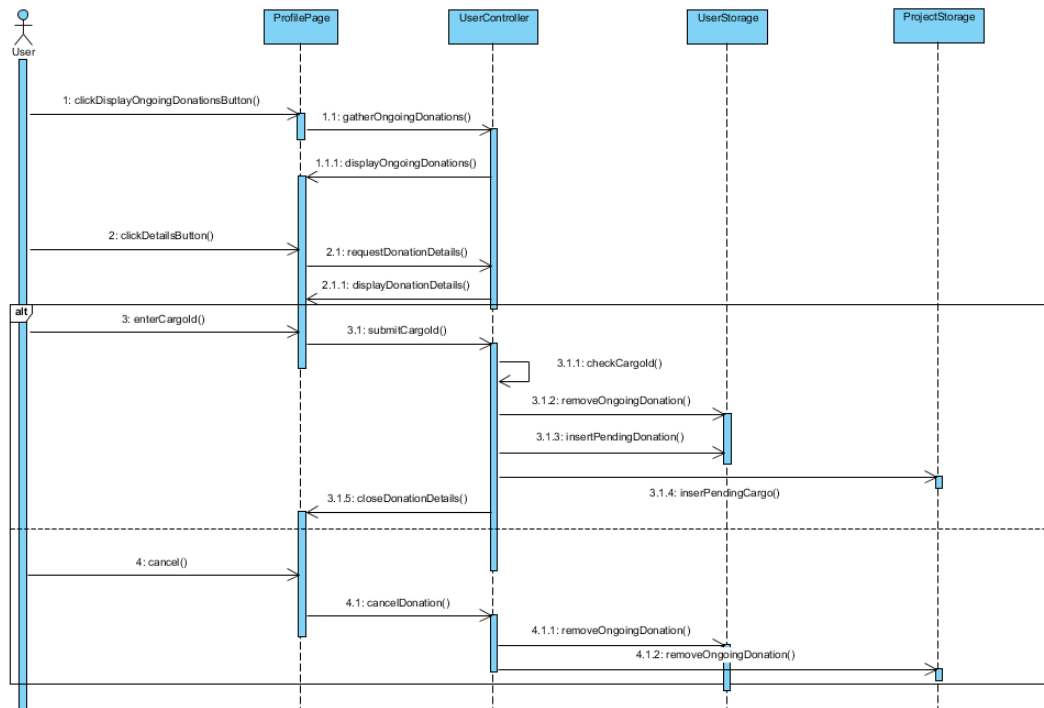 ProfilePage
UserController
UserStorage
ProjectStorage
User
1: clickDisplayOngoingDonationsButton()
1.1: gatherOngoingDonations()
1.1.1: displayOngoingDonations()
2: clickDetailsButton()
2.1: requestDonationDetails()
2.1.1: displayDonationDetails()
alt
3: enterCargoId()
3.1: submitCargoId()
3.1.1: checkCargoId()
3.1.2: removeOngoingDonation()
3.1.3: insertPendingDonation()
3.1.4: inserPendingCargo()
3.1.5: closeDonationDetails()
4: cancel()
4.1: cancelDonation()
4.1.1: removeOngoingDonation()
4.1.2: removeOngoingDonation()